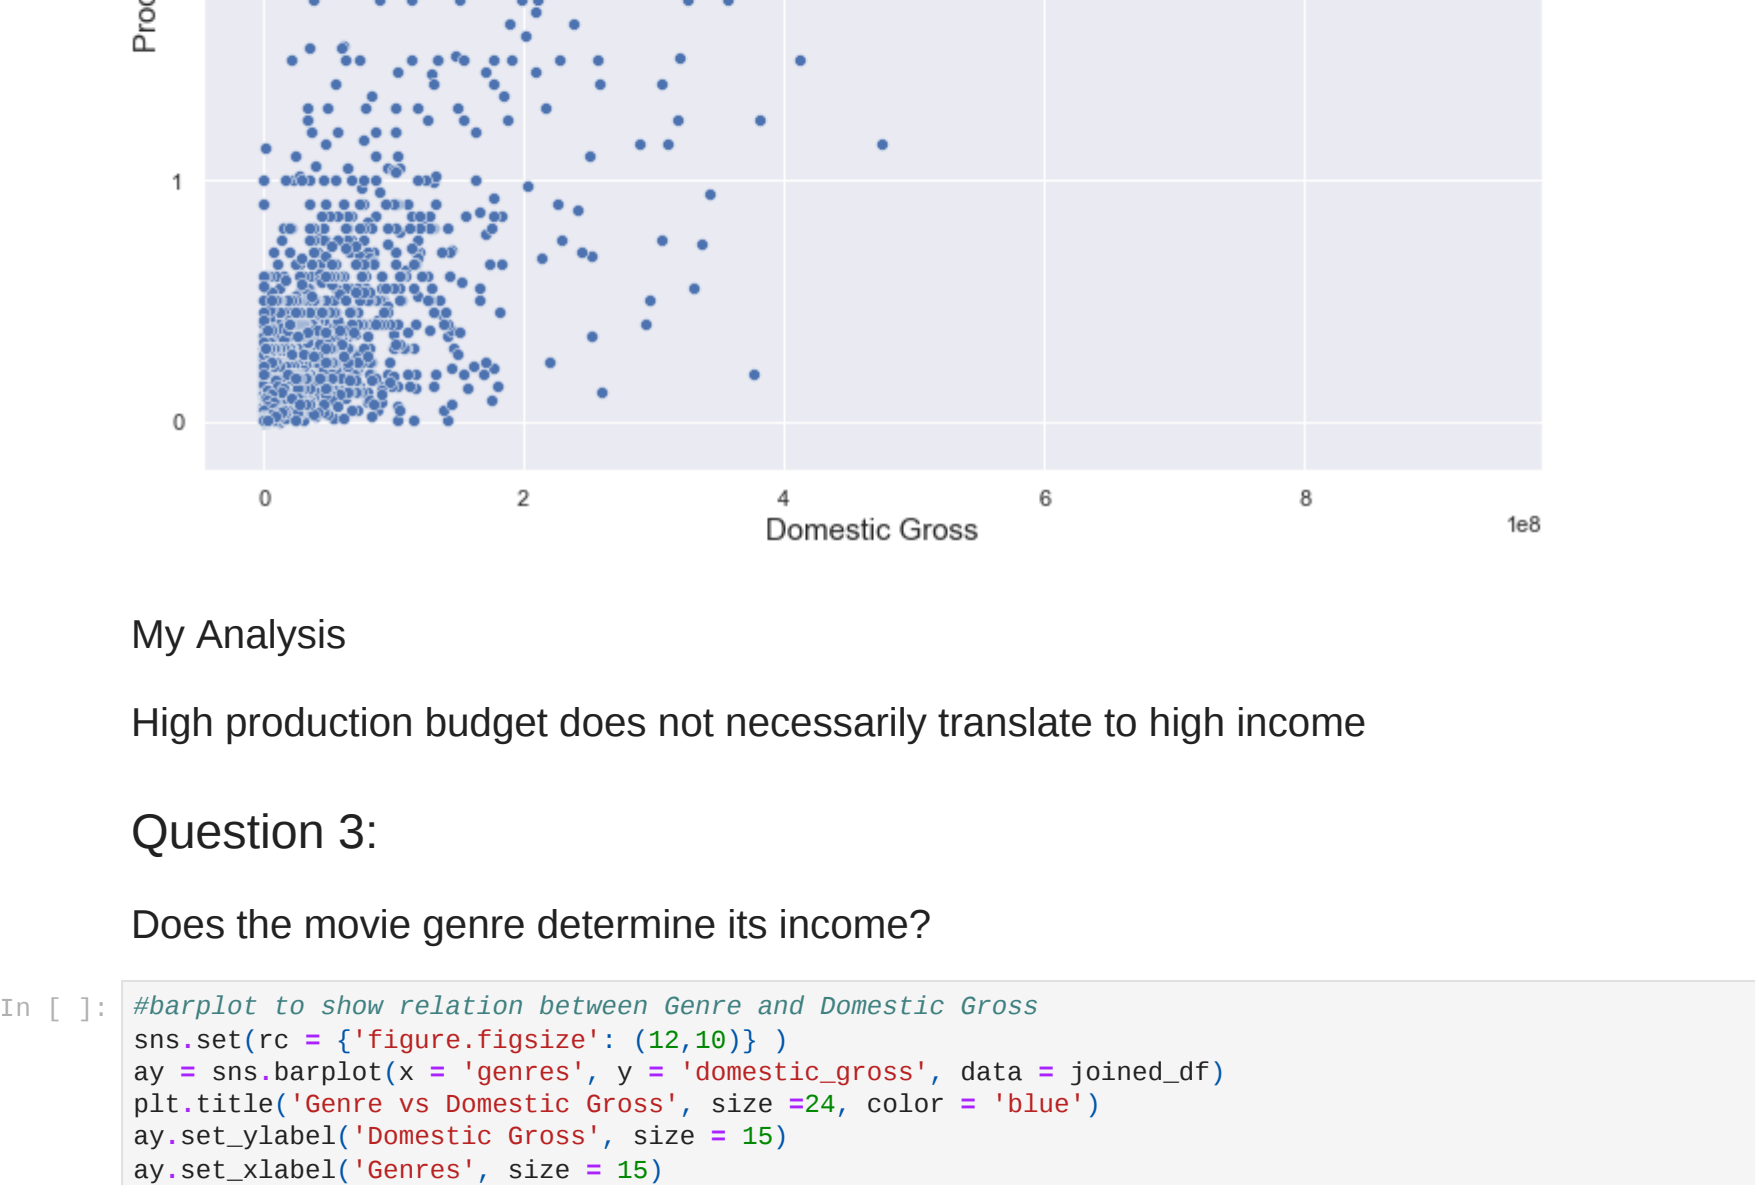 Proc
1
0
0 2 4 6 8
Domestic Gross
1e8
My Analysis
High production budget does not necessarily translate to high income
Question 3:
Does the movie genre determine its income?
In [ ]: #barplot to show relation between Genre and Domestic Gross
sns.set(rc = {'figure.figsize': (12,10)} )
ay = sns.barplot(x = 'genres', y = 'domestic_gross', data = joined_df)
plt.title('Genre vs Domestic Gross', size =24, color = 'blue')
ay.set_ylabel('Domestic Gross', size = 15)
ay.set_xlabel('Genres', size = 15)